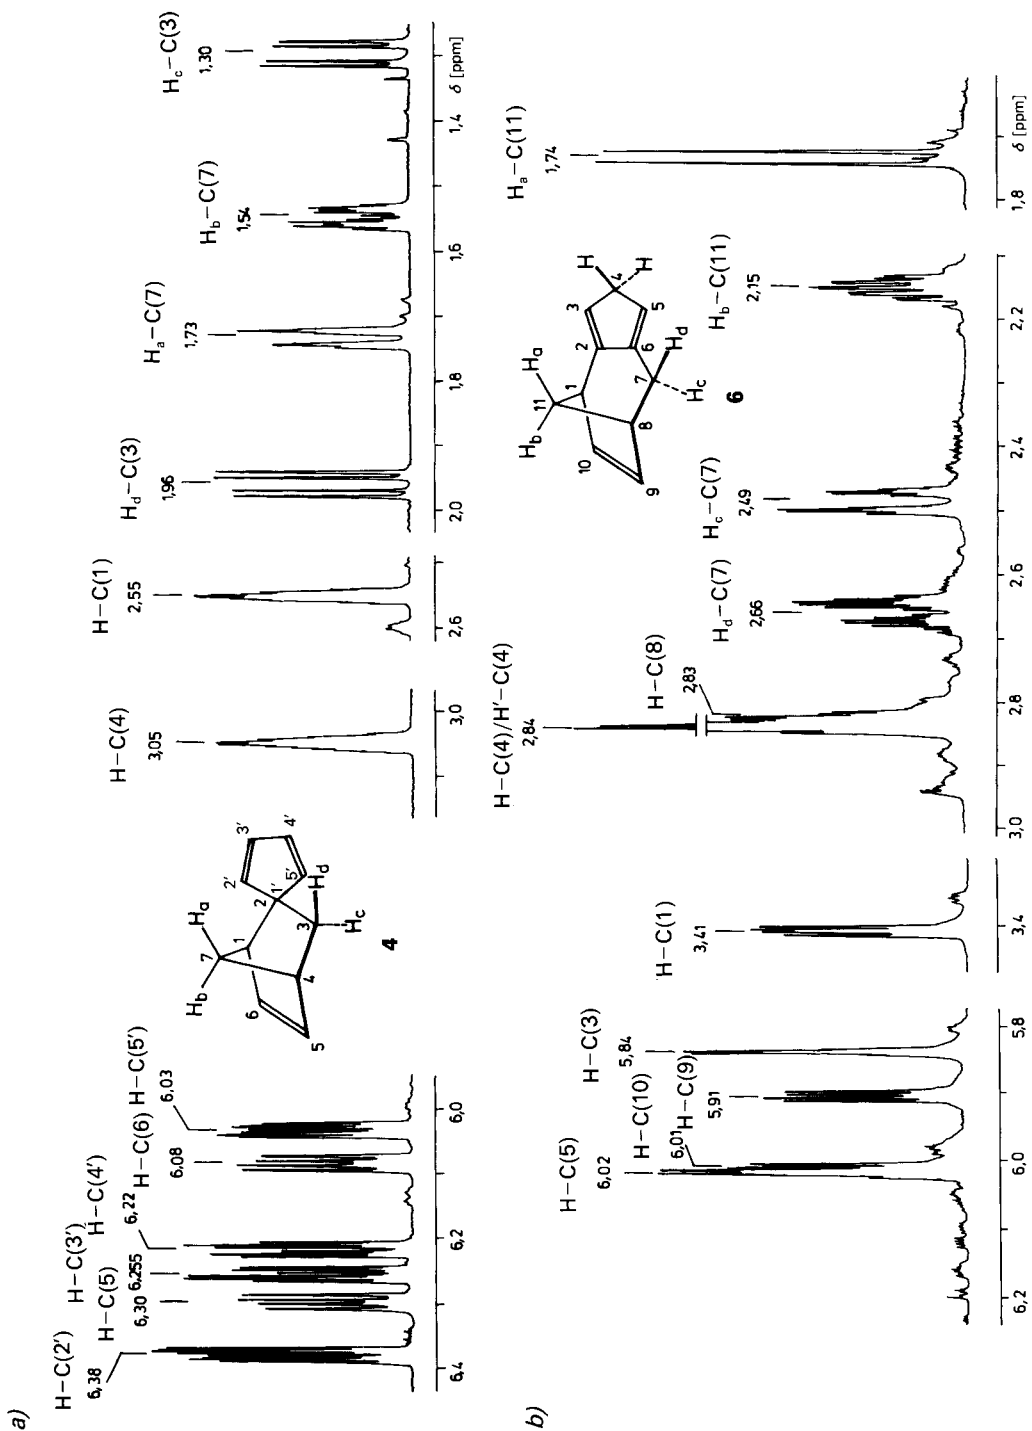 a)
H–C(2')
6,38
H–C(5)
6,30
H–C(3')
6,255
H–C(4')
6,22
H–C(6)
6,08
H–C(5')
6,03
6,4
6,2
6,0
Hb
7
Ha
6
1
2
2'
3'
4'
5'
1'
Hd
3
Hc
4
5
4
H–C(4)
3,05
3,0
H–C(1)
2,55
2,6
Hd–C(3)
1,96
2,0
Ha–C(7)
1,73
1,8
Hb–C(7)
1,54
1,6
Hc–C(3)
1,30
1,4
δ [ppm]
b)
H–C(5)
6,02
H–C(10)
6,01
H–C(9)
5,91
H–C(3)
5,84
6,2
6,0
5,8
H–C(1)
3,41
3,4
H–C(4)/H'–C(4)
2,84
H–C(8)
2,83
Hd–C(7)
2,66
Hc–C(7)
2,49
Hb–C(11)
2,15
3,0
2,8
2,6
2,4
2,2
Hb
11
Ha
10
1
2
3
H
4
H
5
6
Hd
7
Hc
8
9
6
Ha–C(11)
1,74
1,8
δ [ppm]